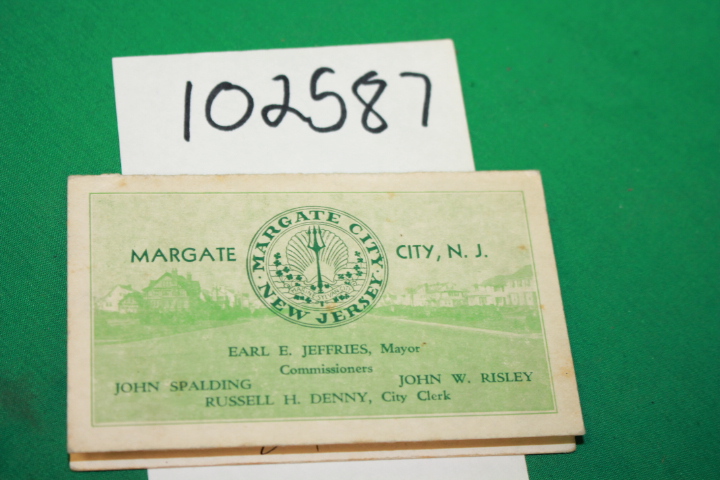 102587
MARGATE CITY, N. J.
MARGATE CITY
NEW JERSEY
EARL E. JEFFRIES, Mayor
Commissioners
JOHN SPALDING JOHN W. RISLEY
RUSSELL H. DENNY, City Clerk